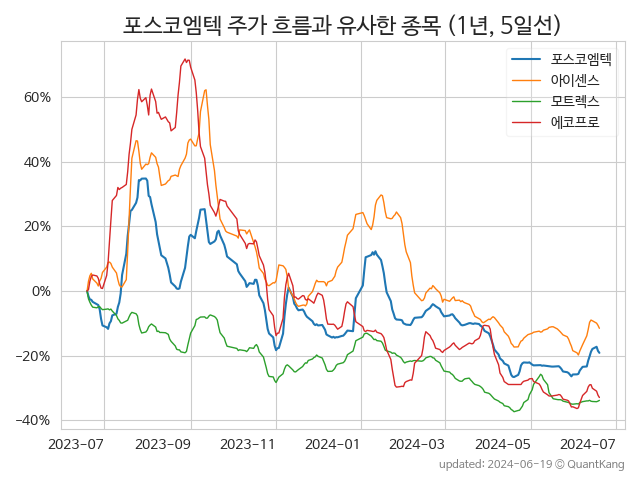 포스코엠텍 주가 흐름과 유사한 종목 (1년, 5일선)
포스코엠텍
아이센스
모트렉스
에코프로
60%
40%
20%
0%
−20%
−40%
2023-07
2023-09
2023-11
2024-01
2024-03
2024-05
2024-07
updated: 2024-06-19 © QuantKang